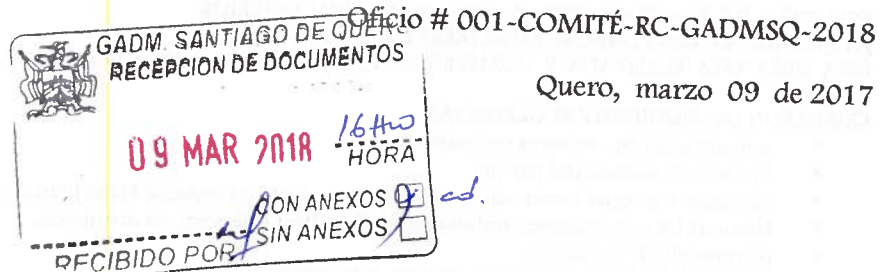 Oficio # 001-COMITÉ-RC-GADMSQ-2018
Quero, marzo 09 de 2017
GADM. SANTIAGO DE QUERO
RECEPCION DE DOCUMENTOS
09 MAR 2018 16H00
HORA
CON ANEXOS cd.
SIN ANEXOS
RECIBIDO POR